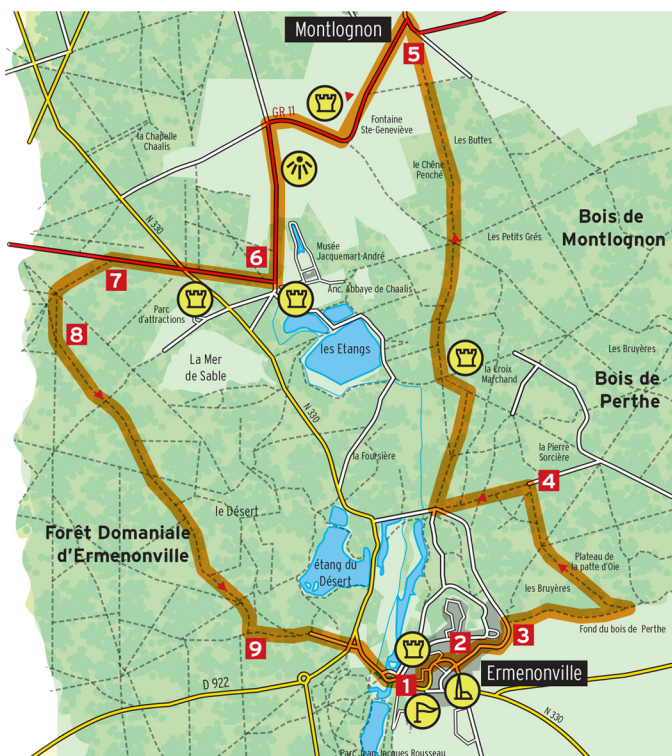 Montlognon
5
GR 11
Fontaine
Ste-Geneviève
la Chapelle
Chaalis
Les Buttes
le Chêne
Penché
Bois de
Montlognon
N 330
Les Petits Grés
6
Musée
Jacquemart-André
7
Anc. Abbaye de Chaalis
Parc
d'attractions
8
les Etangs
La Mer
de Sable
Les Bruyères
la Croix
Marchand
Bois de
Perthe
N 330
la Pierre
Sorcière
la Foursière
4
le Désert
Forêt Domaniale
d'Ermenonville
étang du
Désert
Plateau de
la patte d'Oie
les Bruyères
Fond du bois de Perthe
9
2
3
1
Ermenonville
D 922
N 330
Parc Jean-Jacques Rousseau